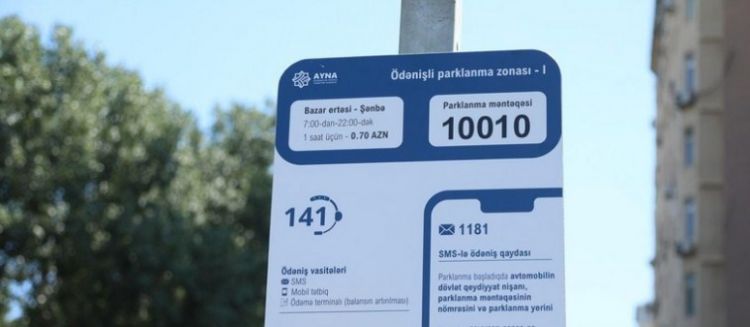 AYNA
Ödənişli parklanma zonası - I
Bazar ertəsi - Şənbə
7:00-dan-22:00-dək
1 saat üçün - 0.70 AZN
Parklanma məntəqəsi
10010
141
Ödəniş vasitələri
SMS
Mobil tətbiq
Ödəmə terminalı (balansın artırılması)
1181
SMS-lə ödəniş qaydası
Parklanma başladıqda avtomobilin
dövlət qeydiyyat nişanı,
parklanma məntəqəsinin
nömrəsini və parklanma yerini